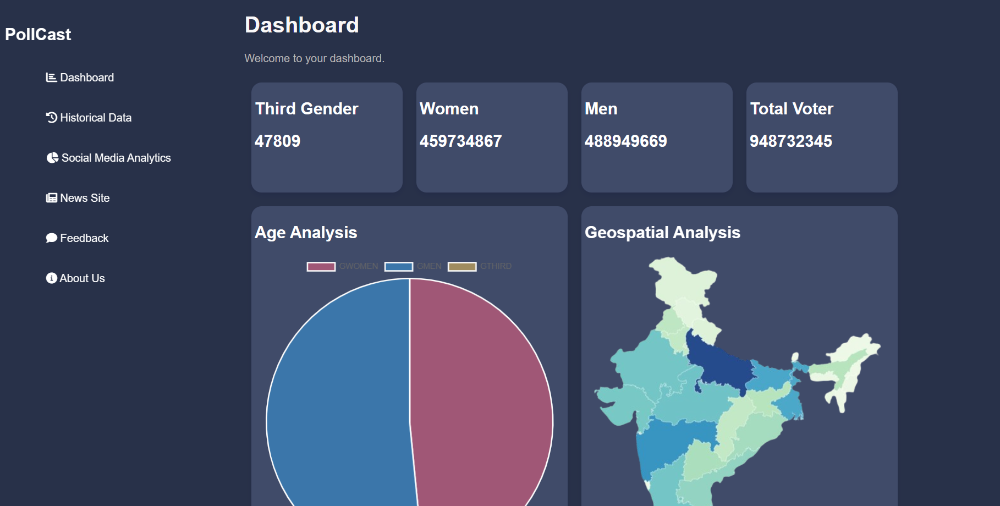 PollCast
Dashboard
Historical Data
Social Media Analytics
News Site
Feedback
About Us
Dashboard
Welcome to your dashboard.
Third Gender
47809
Women
459734867
Men
488949669
Total Voter
948732345
Age Analysis
GWOMEN GMEN GTHIRD
Geospatial Analysis